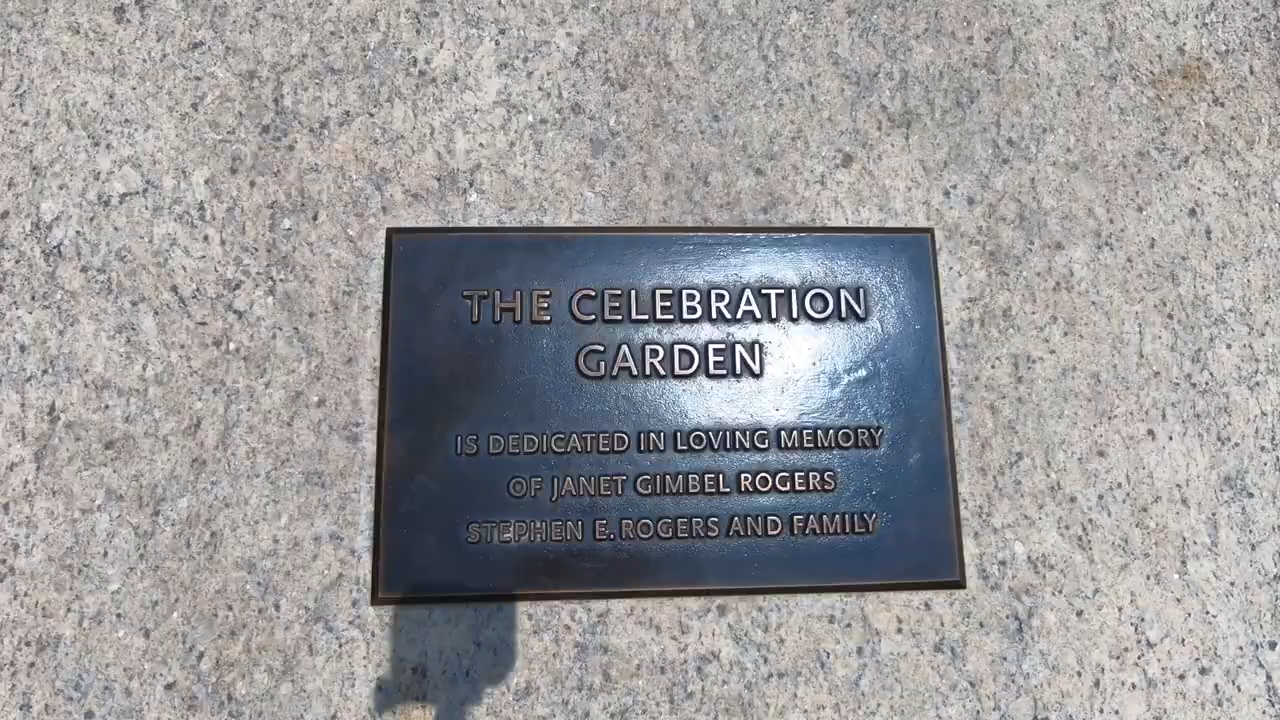 THE CELEBRATION
GARDEN
IS DEDICATED IN LOVING MEMORY
OF JANET GIMBEL ROGERS
STEPHEN E. ROGERS AND FAMILY